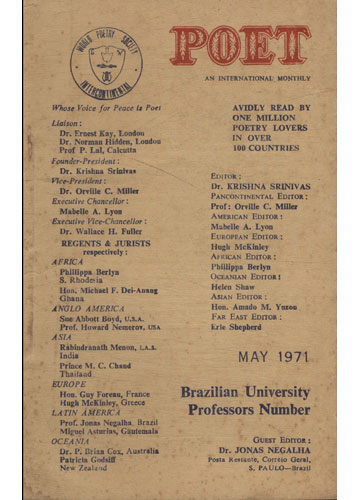 WORLD POETRY SOCIETY
INTERCONTINENTAL
POET
AN INTERNATIONAL MONTHLY
Whose Voice for Peace is Poet
Liaison :
Dr. Ernest Kay, London
Dr. Norman Hidden, London
Prof P. Lal, Calcutta
Founder-President :
Dr. Krishna Srinivas
Vice-President :
Dr. Orville C. Miller
Executive Chancellor :
Mabelle A. Lyon
Executive Vice-Chancellor :
Dr. Wallace H. Fuller
REGENTS & JURISTS
respectively :
AFRICA
Phillippa Berlyn
S. Rhodesia
Hon. Michael F. Dei-Anang
Ghana
ANGLO AMERICA
Sue Abbott Boyd, U.S.A.
Prof. Howard Nemerov, USA
ASIA
Rabindranath Menon, I.A.S.
India
Prince M. C. Chand
Thailand
EUROPE
Hon. Guy Foreau, France
Hugh McKinley, Greece
LATIN AMERICA
Prof. Jonas Negalha, Brazil
Miguel Asturias, Gautemala
OCEANIA
Dr. P. Brian Cox, Australia
Patricia Godsiff
New Zealand
AVIDLY READ BY
ONE MILLION
POETRY LOVERS
IN OVER
100 COUNTRIES
EDITOR :
Dr. KRISHNA SRINIVAS
PANCONTINENTAL EDITOR :
Prof : Orville C. Miller
AMERICAN EDITOR :
Mabelle A. Lyon
EUROPEAN EDITOR :
Hugh McKinley
AFRICAN EDITOR :
Phillippa Berlyn
OCEANIAN EDITOR :
Helen Shaw
ASIAN EDITOR :
Hon. Amado M. Yuzon
FAR EAST EDITOR :
Erle Shepherd
MAY 1971
Brazilian University
Professors Number
GUEST EDITOR :
Dr. JONAS NEGALHA
Posta Restante, Correio Geral,
S. PAULO—Brazil